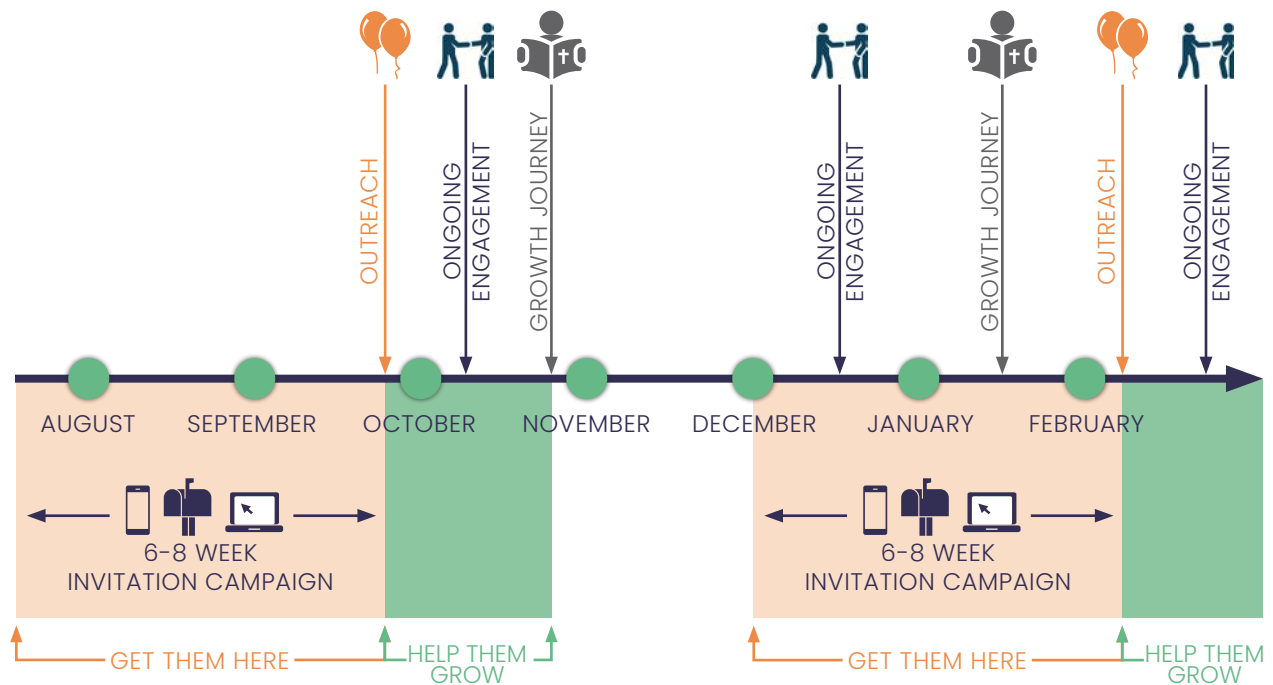 OUTREACH
ONGOING
ENGAGEMENT
GROWTH JOURNEY
ONGOING
ENGAGEMENT
GROWTH JOURNEY
OUTREACH
ONGOING
ENGAGEMENT
AUGUST
SEPTEMBER
OCTOBER
NOVEMBER
DECEMBER
JANUARY
FEBRUARY
6-8 WEEK
INVITATION CAMPAIGN
6-8 WEEK
INVITATION CAMPAIGN
GET THEM HERE
HELP THEM
GROW
GET THEM HERE
HELP THEM
GROW